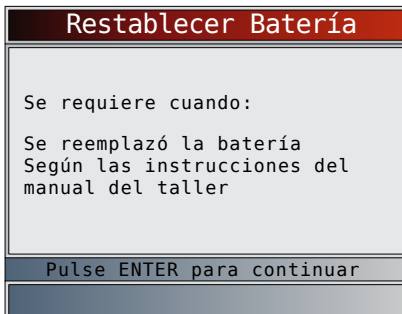 Restablecer Batería
Se requiere cuando:
Se reemplazó la batería
Según las instrucciones del
manual del taller
Pulse ENTER para continuar